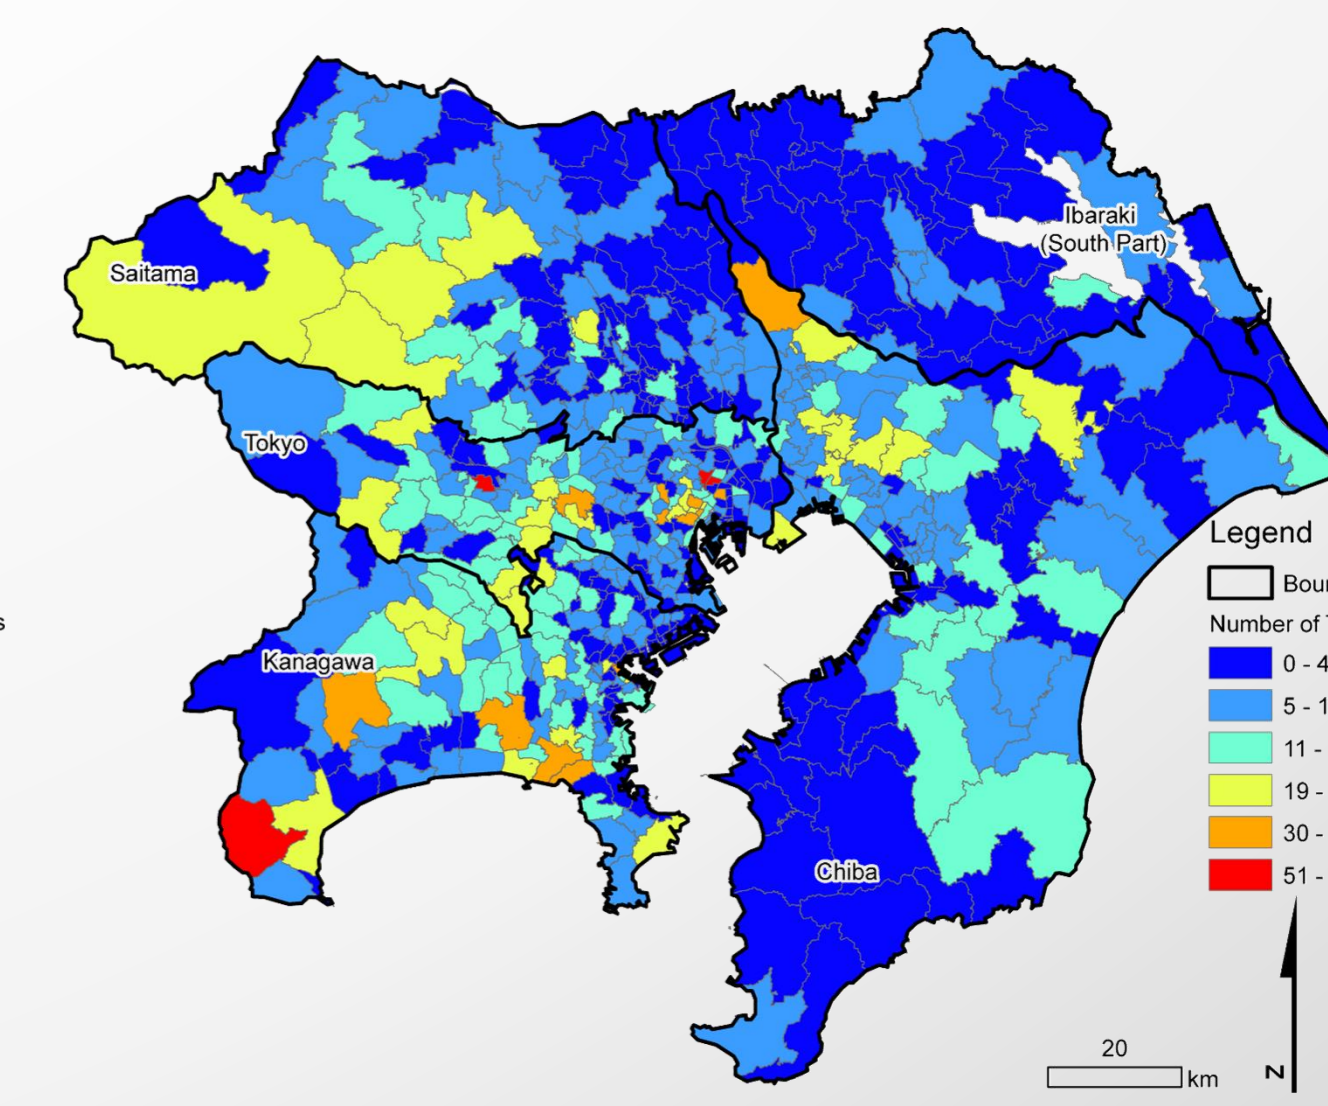 s
Ibaraki
(South Part)
Saitama
Tokyo
Kanagawa
Chiba
Legend
Boun
Number of T
0 - 4
5 - 1
11 -
19 -
30 -
51 -
20
km
N